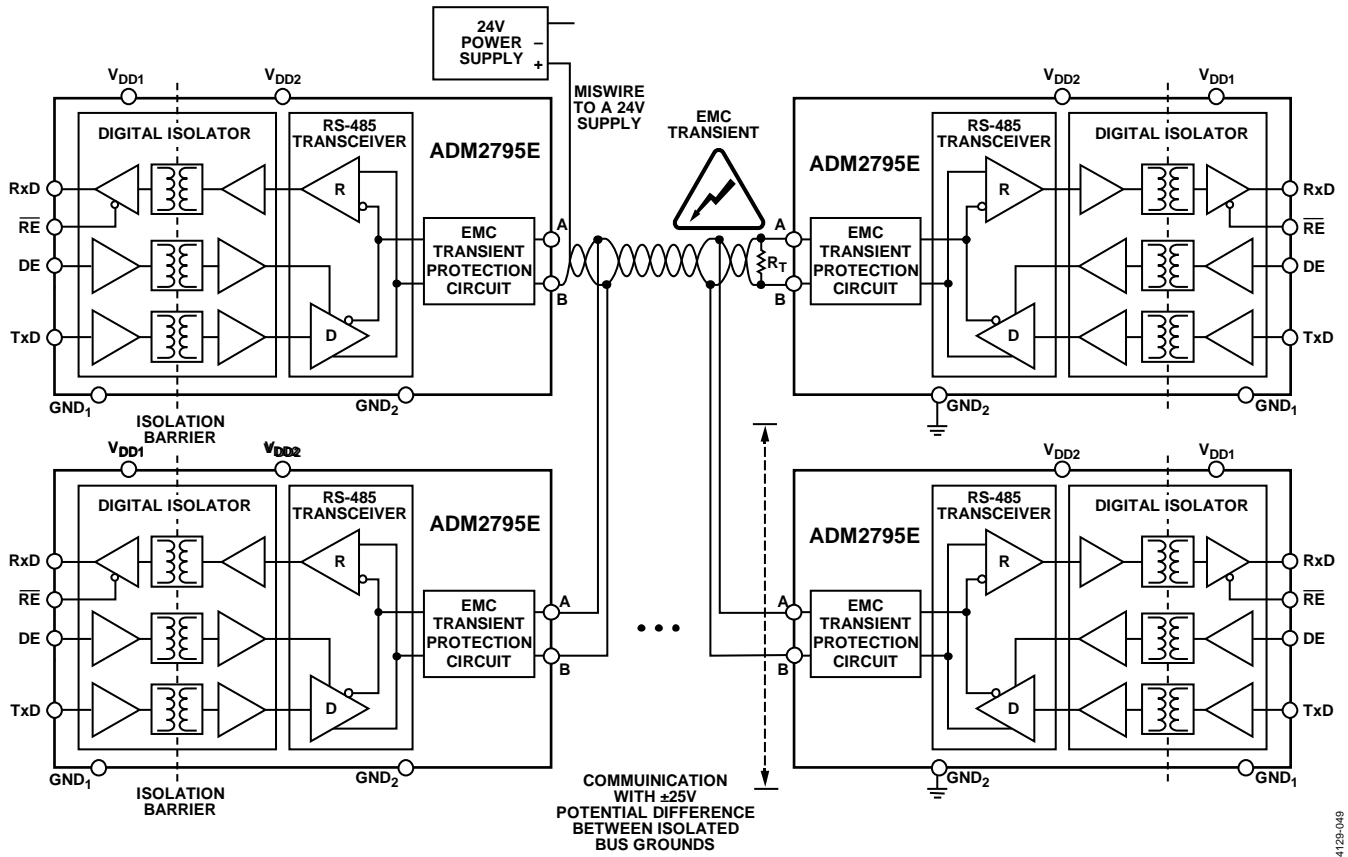 24V
POWER
SUPPLY
–
+
VDD1
VDD2
MISWIRE
TO A 24V
SUPPLY
EMC
TRANSIENT
VDD2
VDD1
DIGITAL ISOLATOR
RS-485
TRANSCEIVER
ADM2795E
RxD
RE
DE
TxD
R
D
EMC
TRANSIENT
PROTECTION
CIRCUIT
A
B
RT
A
B
ADM2795E
EMC
TRANSIENT
PROTECTION
CIRCUIT
RS-485
TRANSCEIVER
R
D
DIGITAL ISOLATOR
RxD
RE
DE
TxD
GND1
GND2
ISOLATION
BARRIER
GND2
GND1
VDD1
VDD2
VDD2
VDD1
DIGITAL ISOLATOR
RS-485
TRANSCEIVER
ADM2795E
RxD
RE
DE
TxD
R
D
EMC
TRANSIENT
PROTECTION
CIRCUIT
A
B
A
B
ADM2795E
EMC
TRANSIENT
PROTECTION
CIRCUIT
RS-485
TRANSCEIVER
R
D
DIGITAL ISOLATOR
RxD
RE
DE
TxD
GND1
GND2
ISOLATION
BARRIER
COMMUINICATION
WITH ±25V
POTENTIAL DIFFERENCE
BETWEEN ISOLATED
BUS GROUNDS
GND2
GND1
4129-049